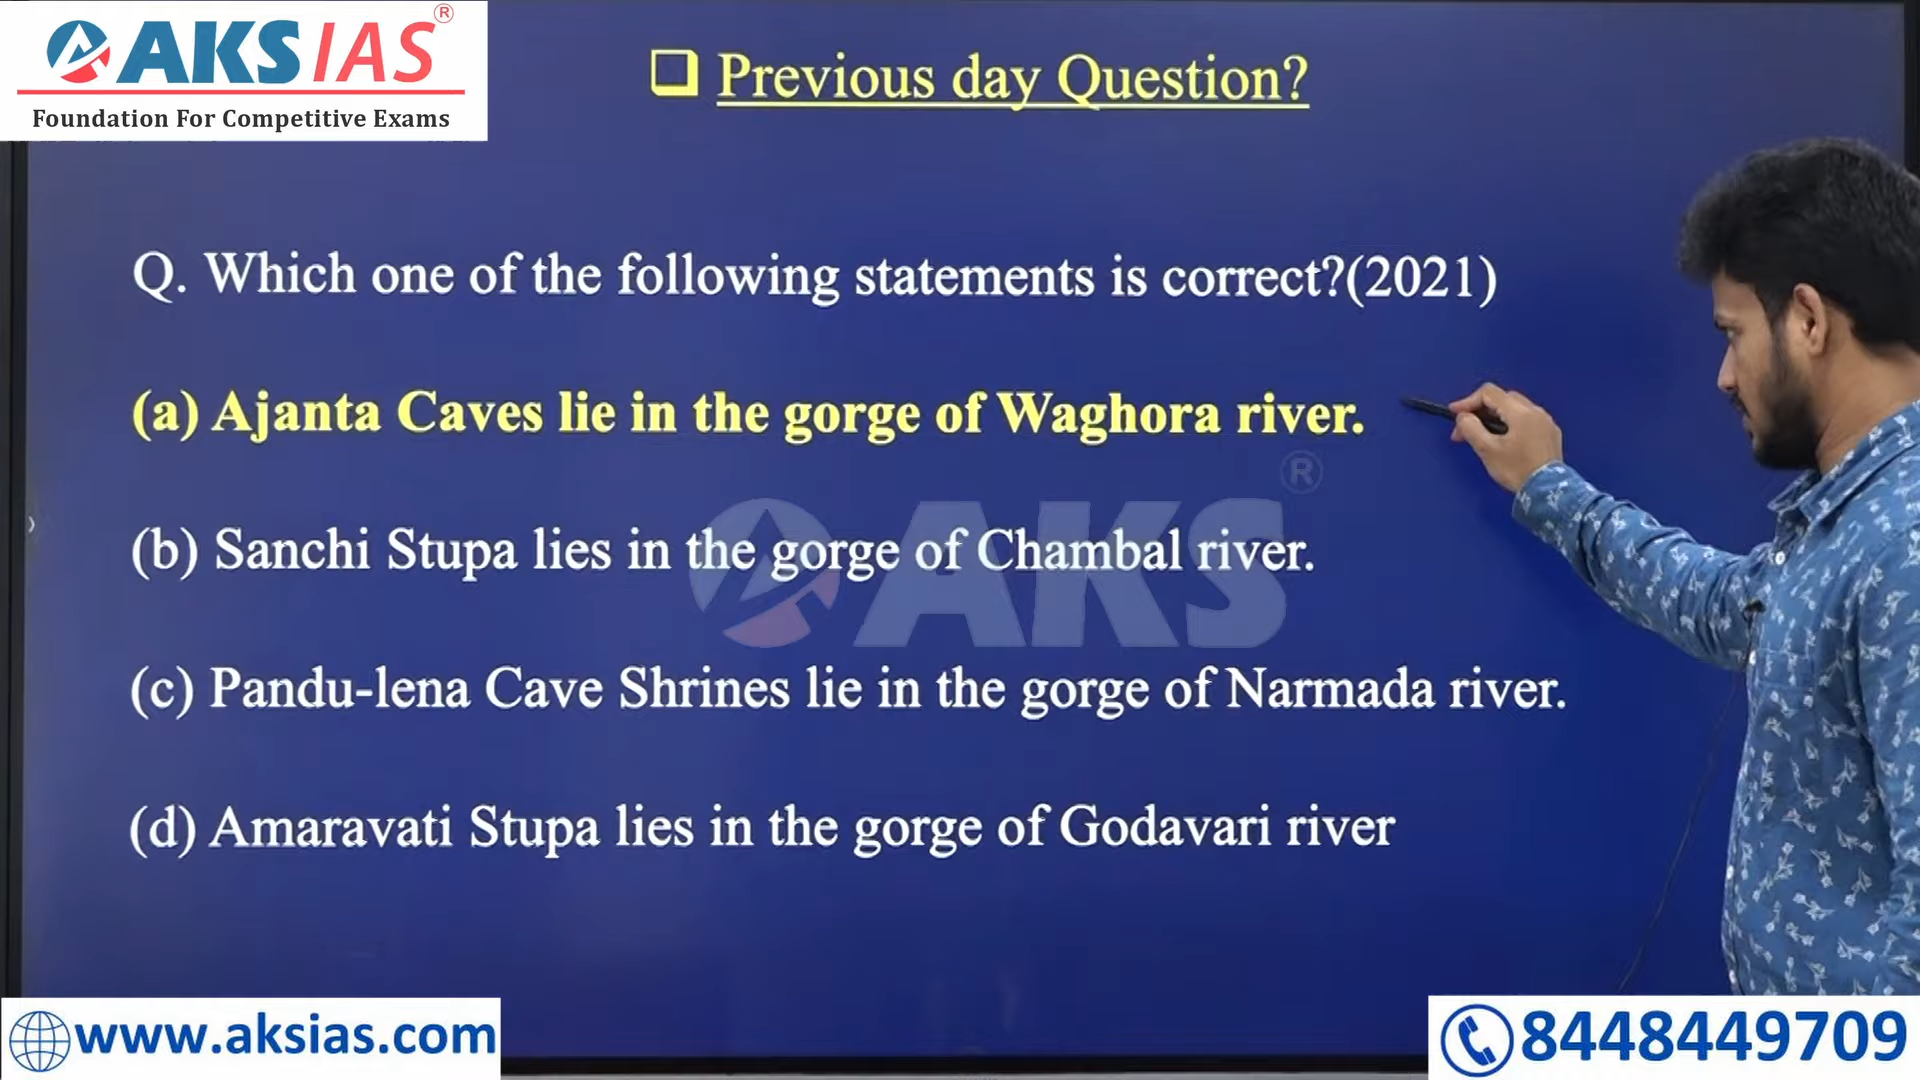 AKS IAS ®
Foundation For Competitive Exams
Previous day Question?
Q. Which one of the following statements is correct?(2021)
(a) Ajanta Caves lie in the gorge of Waghora river.
(b) Sanchi Stupa lies in the gorge of Chambal river.
(c) Pandu-lena Cave Shrines lie in the gorge of Narmada river.
(d) Amaravati Stupa lies in the gorge of Godavari river
AKS ®
www.aksias.com
8448449709